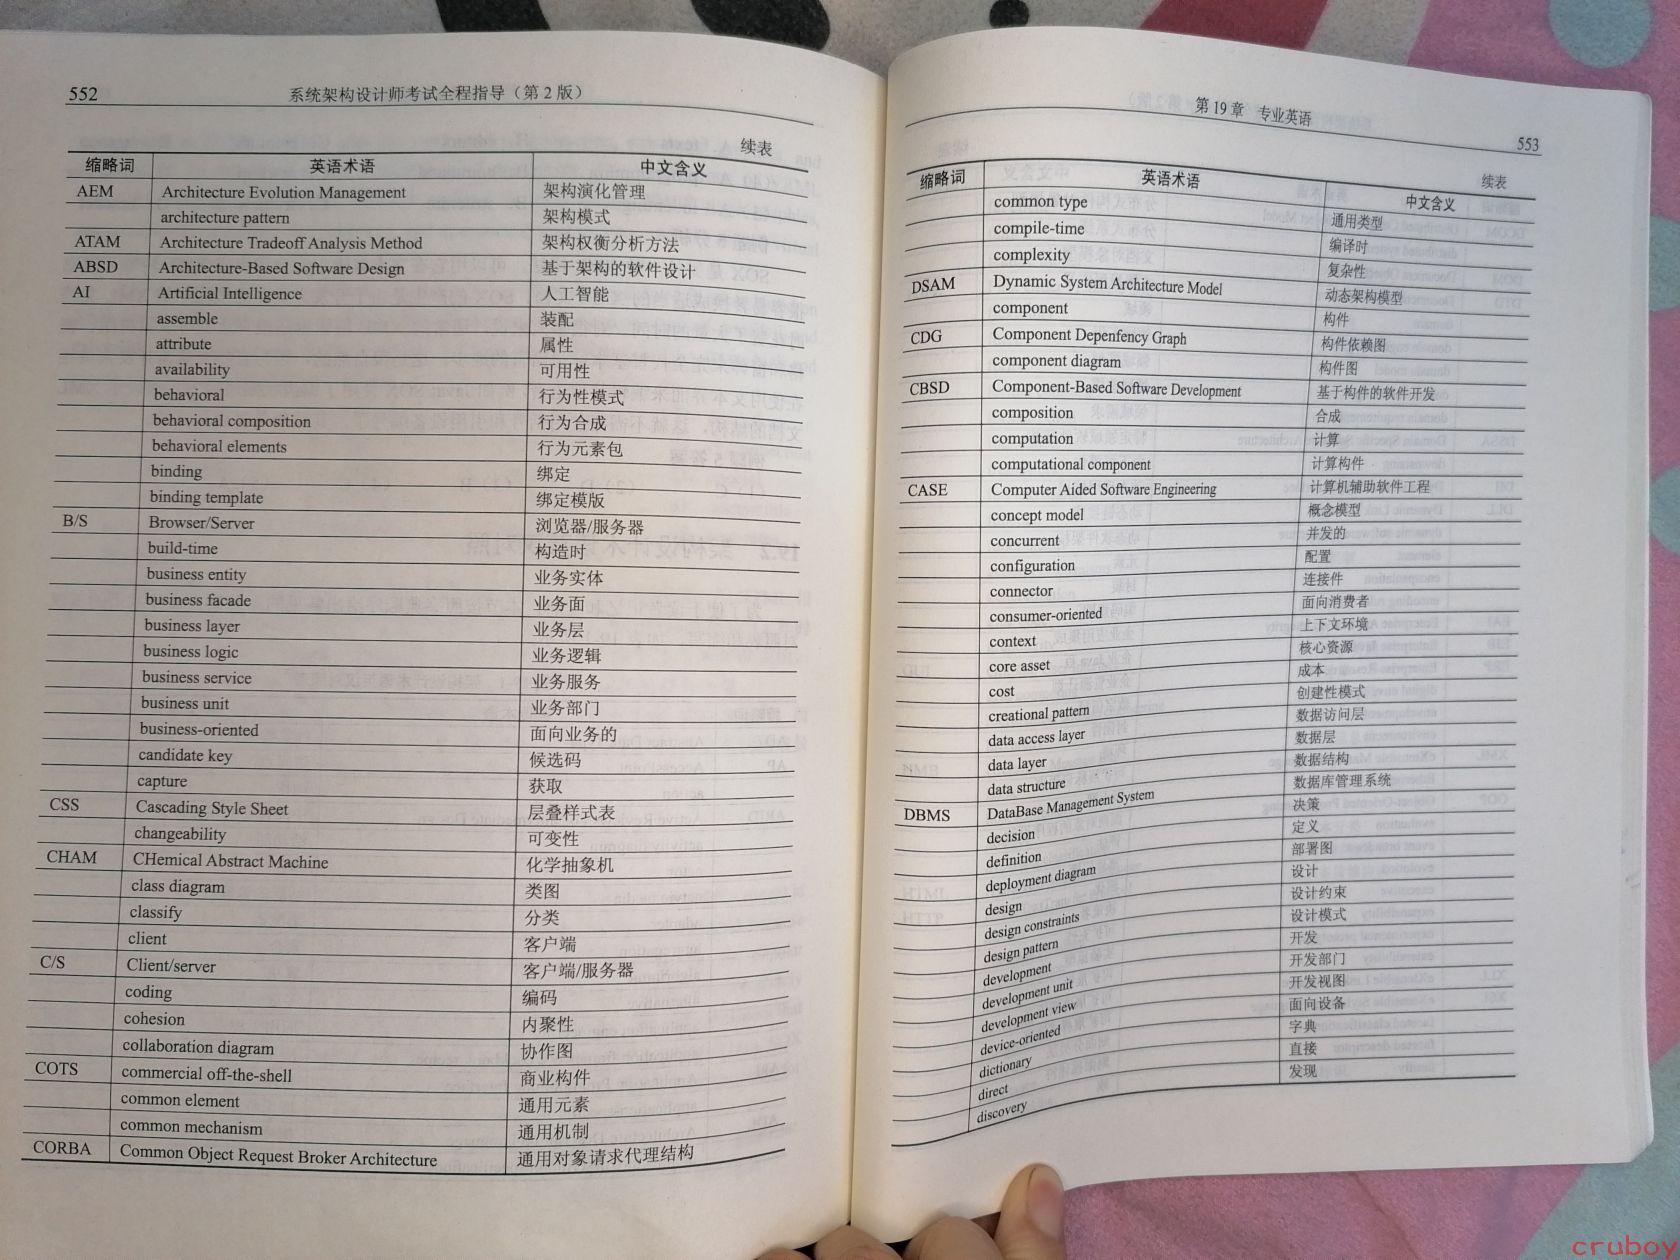 552 系统架构设计师考试全程指导（第2版）
续表
缩略词 英语术语 中文含义
AEM Architecture Evolution Management 架构演化管理
architecture pattern 架构模式
ATAM Architecture Tradeoff Analysis Method 架构权衡分析方法
ABSD Architecture-Based Software Design 基于架构的软件设计
AI Artificial Intelligence 人工智能
assemble 装配
attribute 属性
availability 可用性
behavioral 行为性模式
behavioral composition 行为合成
behavioral elements 行为元素包
binding 绑定
binding template 绑定模版
B/S Browser/Server 浏览器/服务器
build-time 构造时
business entity 业务实体
business facade 业务面
business layer 业务层
business logic 业务逻辑
business service 业务服务
business unit 业务部门
business-oriented 面向业务的
candidate key 候选码
capture 获取
CSS Cascading Style Sheet 层叠样式表
changeability 可变性
CHAM CHemical Abstract Machine 化学抽象机
class diagram 类图
classify 分类
client 客户端
C/S Client/server 客户端/服务器
coding 编码
cohesion 内聚性
collaboration diagram 协作图
COTS commercial off-the-shell 商业构件
common element 通用元素
common mechanism 通用机制
CORBA Common Object Request Broker Architecture 通用对象请求代理结构
第19章 专业英语 553
续表
缩略词 英语术语 中文含义
common type 通用类型
compile-time 编译时
complexity 复杂性
DSAM Dynamic System Architecture Model 动态架构模型
component 构件
CDG Component Depenfency Graph 构件依赖图
component diagram 构件图
CBSD Component-Based Software Development 基于构件的软件开发
composition 合成
computation 计算
computational component 计算构件
CASE Computer Aided Software Engineering 计算机辅助软件工程
concept model 概念模型
concurrent 并发的
configuration 配置
connector 连接件
consumer-oriented 面向消费者
context 上下文环境
core asset 核心资源
cost 成本
creational pattern 创建性模式
data access layer 数据访问层
data layer 数据层
data structure 数据结构
DBMS DataBase Management System 数据库管理系统
decision 决策
definition 定义
deployment diagram 部署图
design 设计
design constraints 设计约束
design pattern 设计模式
development 开发
development unit 开发部门
development view 开发视图
device-oriented 面向设备
dictionary 字典
direct 直接
discovery 发现
cruboy